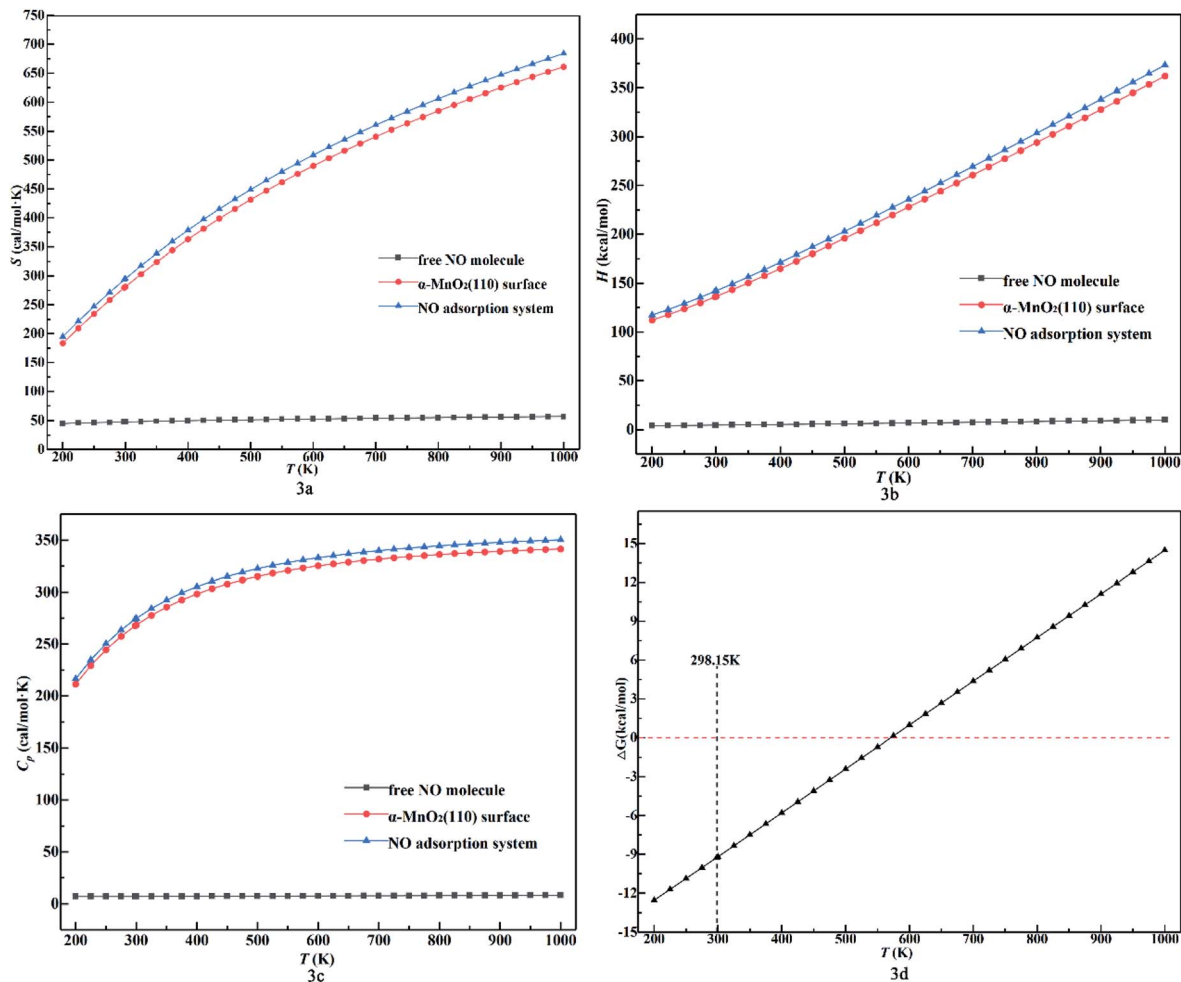 750
700
650
600
550
500
450
400
350
300
250
200
150
100
50
0
S (cal/mol·K)
free NO molecule
α-MnO₂(110) surface
NO adsorption system
200 300 400 500 600 700 800 900 1000
T (K)
3a
400
350
300
250
200
150
100
50
0
H (kcal/mol)
free NO molecule
α-MnO₂(110) surface
NO adsorption system
200 300 400 500 600 700 800 900 1000
T (K)
3b
350
300
250
200
150
100
50
0
Cₚ (cal/mol·K)
free NO molecule
α-MnO₂(110) surface
NO adsorption system
200 300 400 500 600 700 800 900 1000
T (K)
3c
15
12
9
6
3
0
-3
-6
-9
-12
-15
△G(kcal/mol)
298.15K
200 300 400 500 600 700 800 900 1000
T (K)
3d